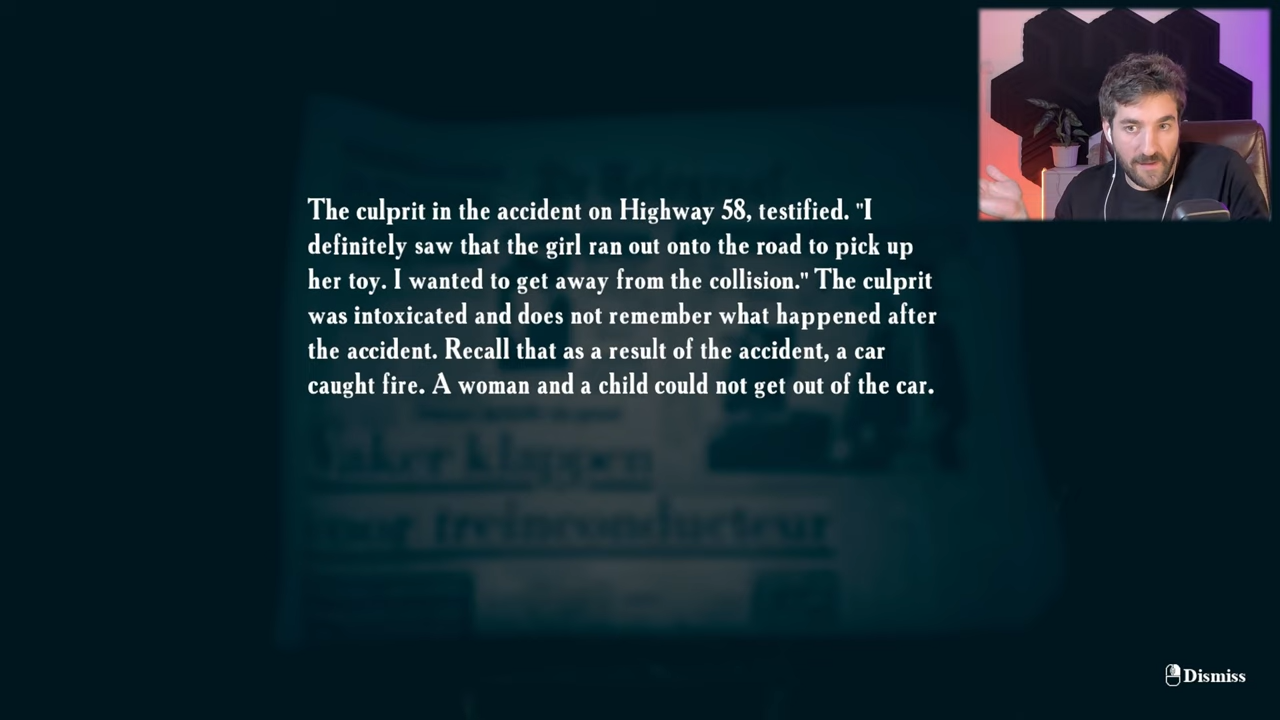 The culprit in the accident on Highway 58, testified. "I
definitely saw that the girl ran out onto the road to pick up
her toy. I wanted to get away from the collision." The culprit
was intoxicated and does not remember what happened after
the accident. Recall that as a result of the accident, a car
caught fire. A woman and a child could not get out of the car.
klappen
treinconducteur
Dismiss